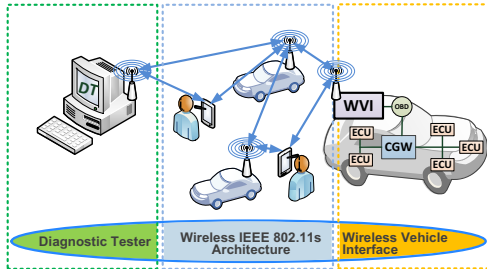 DT
WVI
OBD
ECU
ECU
CGW
ECU
ECU
ECU
ECU
Diagnostic Tester
Wireless IEEE 802.11s
Architecture
Wireless Vehicle
Interface